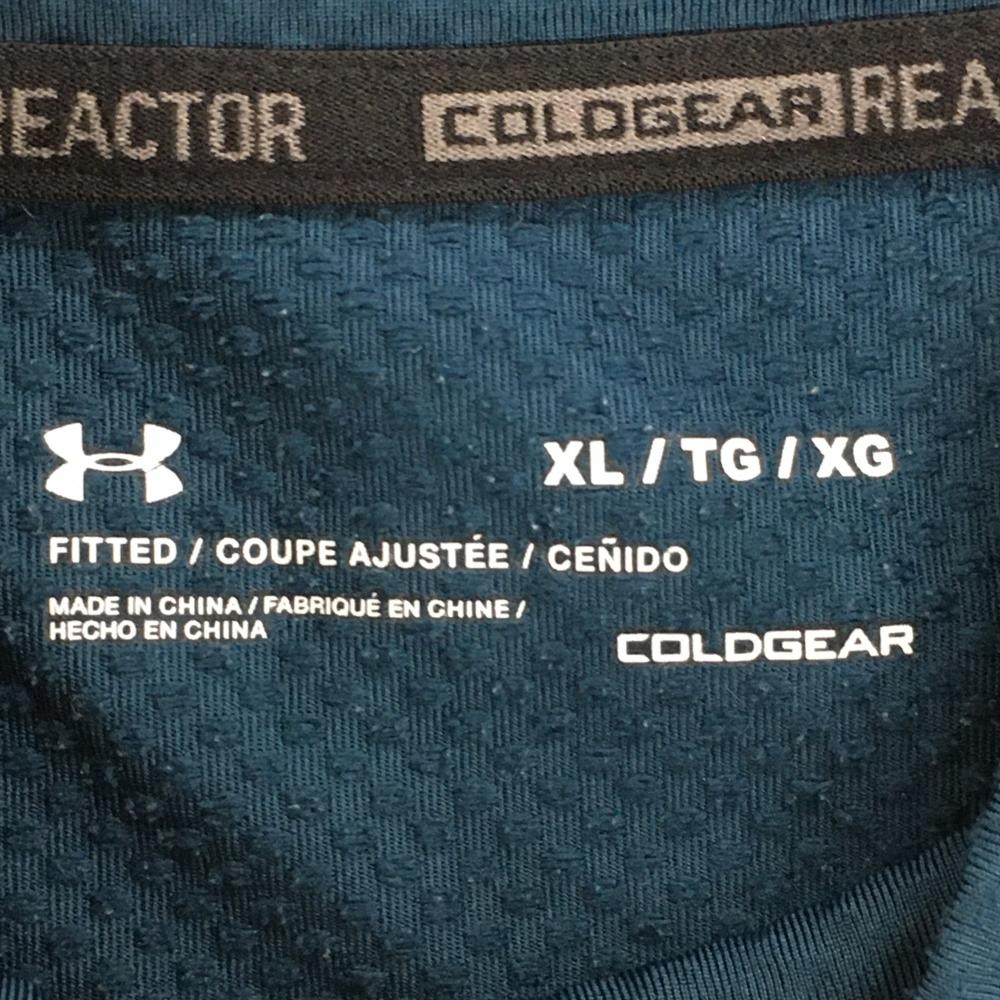 REACTOR COLDGEAR REA
XL / TG / XG
FITTED / COUPE AJUSTÉE / CEÑIDO
MADE IN CHINA / FABRIQUÉ EN CHINE /
HECHO EN CHINA
COLDGEAR